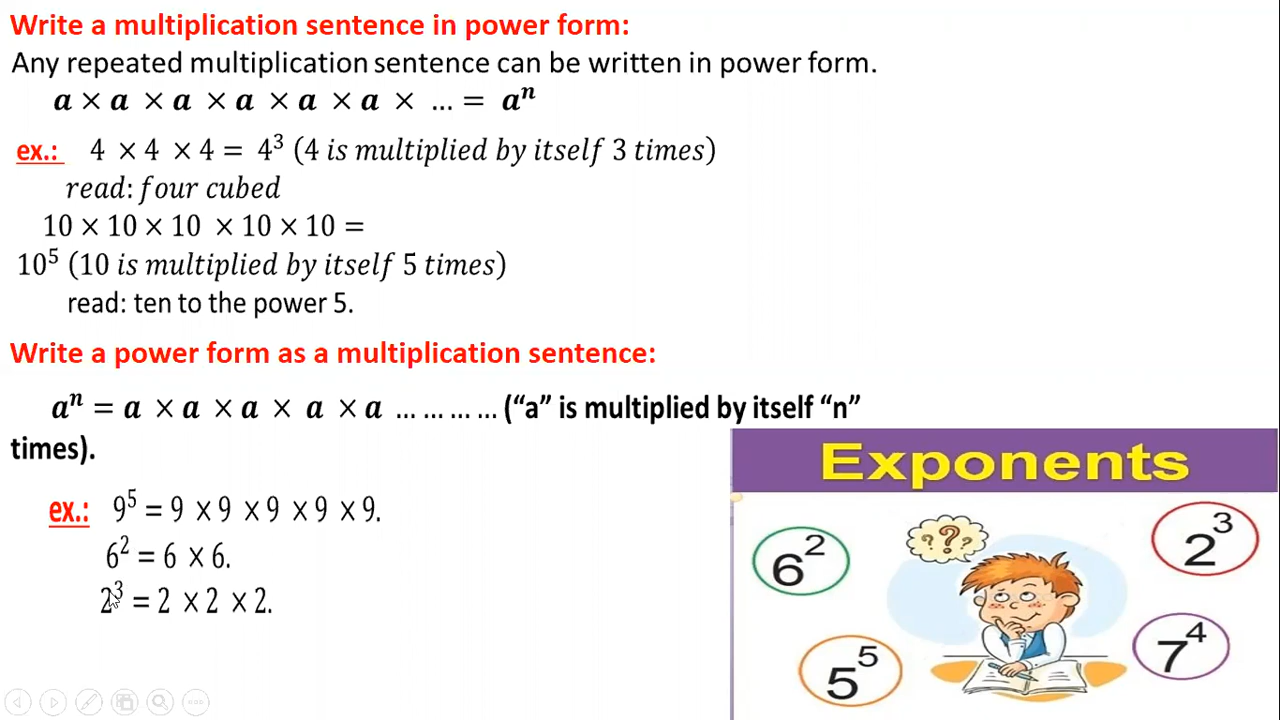 Write a multiplication sentence in power form:
Any repeated multiplication sentence can be written in power form.
a × a × a × a × a × a × ... = aⁿ
ex.: 4 × 4 × 4 = 4³ (4 is multiplied by itself 3 times)
read: four cubed
10 × 10 × 10 × 10 × 10 =
10⁵ (10 is multiplied by itself 5 times)
read: ten to the power 5.
Write a power form as a multiplication sentence:
aⁿ = a × a × a × a × a ... ... ... ... (“a” is multiplied by itself “n”
times).
ex.: 9⁵ = 9 × 9 × 9 × 9 × 9.
6² = 6 × 6.
2³ = 2 × 2 × 2.
Exponents
6²
???
2³
5⁵
7⁴